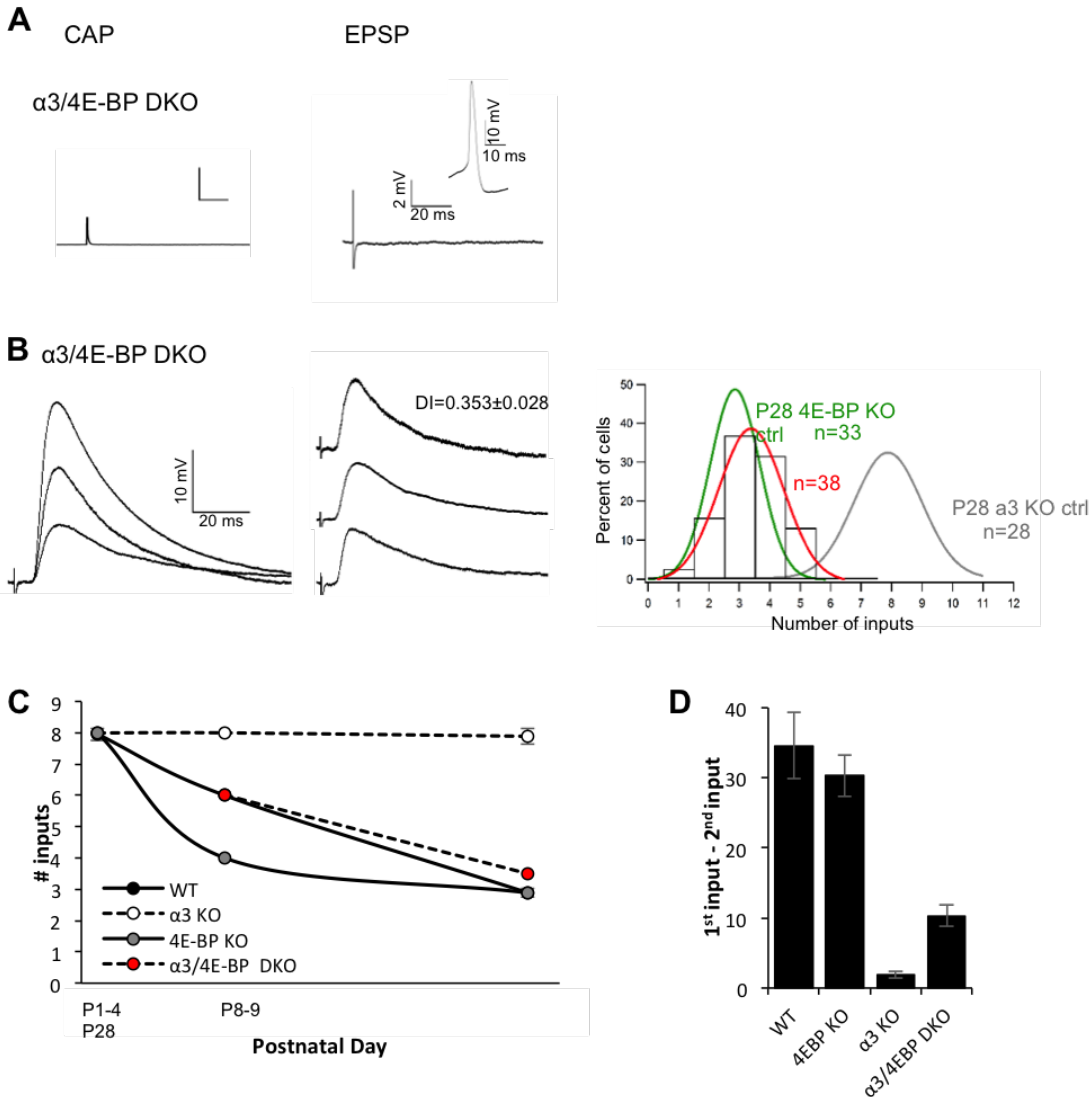 A
CAP
EPSP
α3/4E-BP DKO
10 mV
10 ms
2 mV
20 ms
B
α3/4E-BP DKO
10 mV
20 ms
DI=0.353±0.028
50
40
30
20
10
0
Percent of cells
P28 4E-BP KO
ctrl n=33
n=38
P28 a3 KO ctrl
n=28
0 1 2 3 4 5 6 7 8 9 10 11 12
Number of inputs
C
9
8
7
6
5
4
3
2
1
0
# inputs
WT
α3 KO
4E-BP KO
α3/4E-BP DKO
P1-4 P8-9
P28
Postnatal Day
D
40
30
20
10
0
1st input - 2nd input
WT
4EBP KO
α3 KO
α3/4EBP DKO